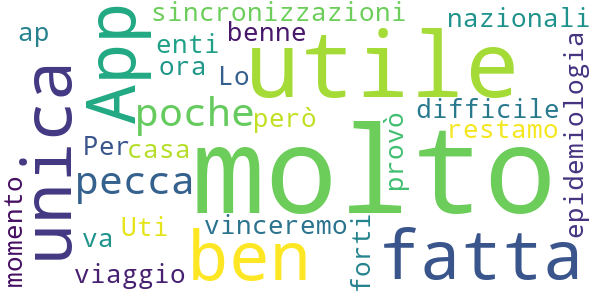 sincronizzazioni
nazionali
ap
App
enti
benne
utile
ora
Lo
unica
poche
però
difficile
restamo
epidemiologia
Per
casa
molto
provò
pecca
momento
va
Uti
vinceremo
forti
ben
fatta
viaggio